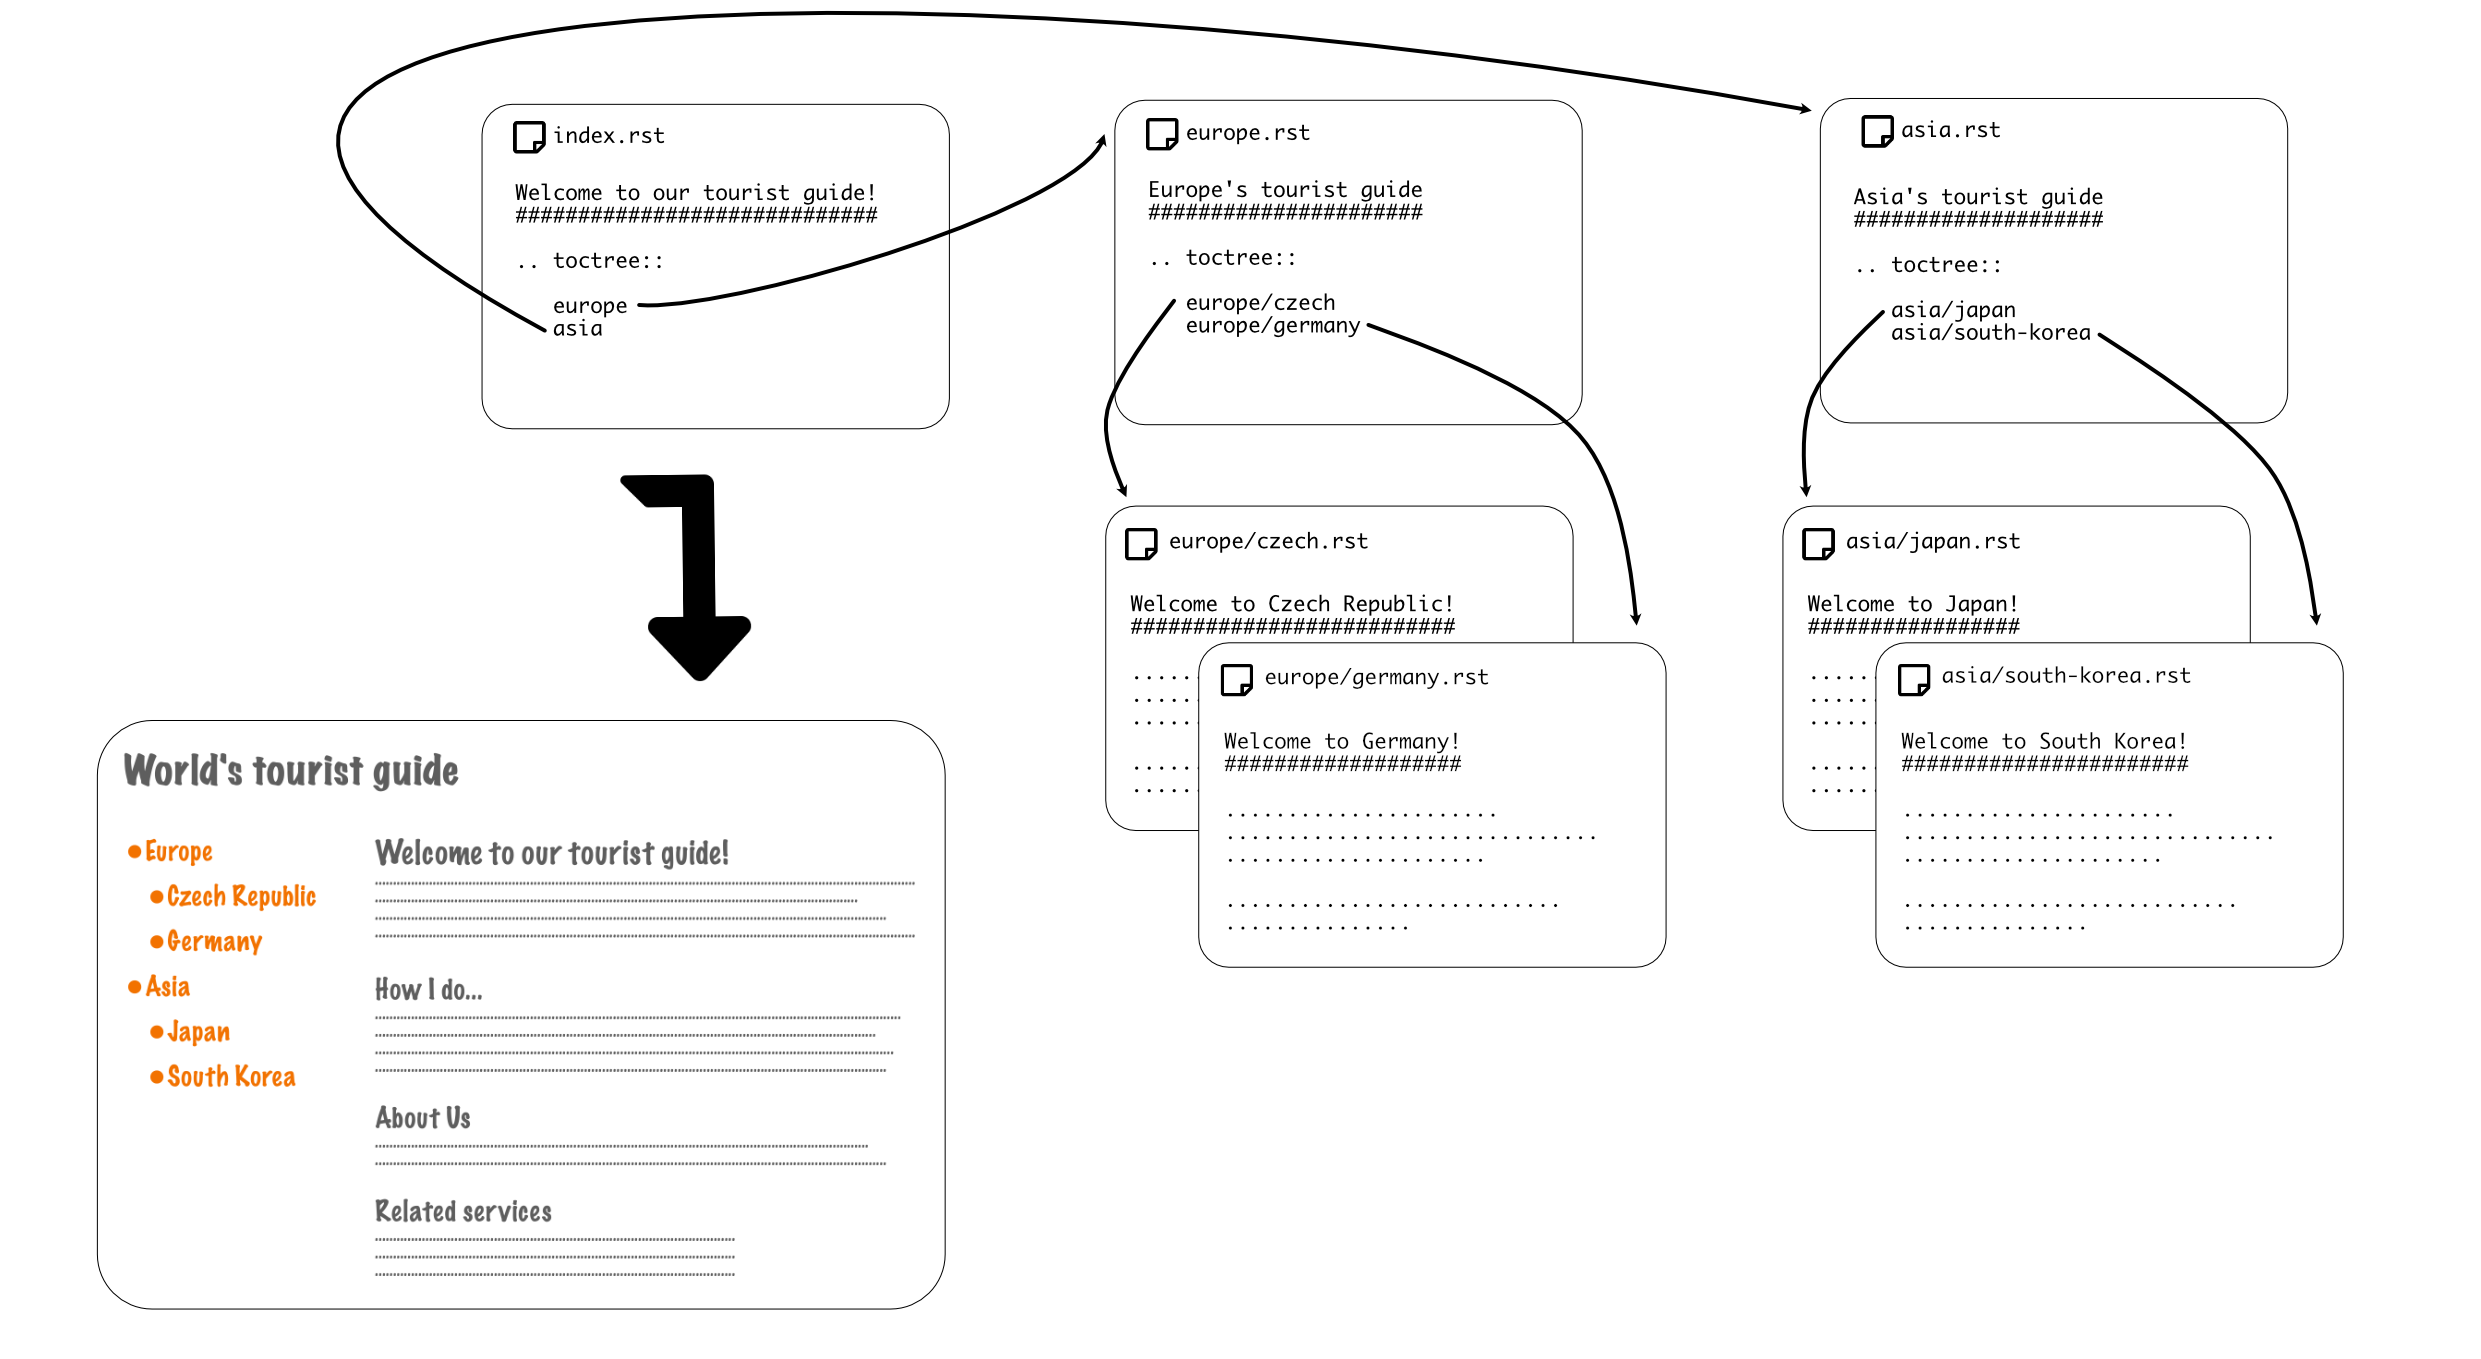 index.rst
Welcome to our tourist guide!
#############################
.. toctree::
europe
asia
europe.rst
Europe's tourist guide
######################
.. toctree::
europe/czech
europe/germany
asia.rst
Asia's tourist guide
####################
.. toctree::
asia/japan
asia/south-korea
europe/czech.rst
Welcome to Czech Republic!
##########################
europe/germany.rst
Welcome to Germany!
###################
asia/japan.rst
Welcome to Japan!
#################
asia/south-korea.rst
Welcome to South Korea!
#######################
World's tourist guide
●Europe
●Czech Republic
●Germany
●Asia
●Japan
●South Korea
Welcome to our tourist guide!
How I do...
About Us
Related services